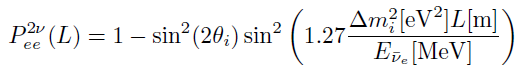 $P_{ee}^{2\nu}(L) = 1 - \sin^2(2\theta_i) \sin^2 \left( 1.27 \frac{\Delta m_i^2 [\mathrm{eV}^2] L [\mathrm{m}]}{E_{\bar{\nu}_e} [\mathrm{MeV}]} \right)$